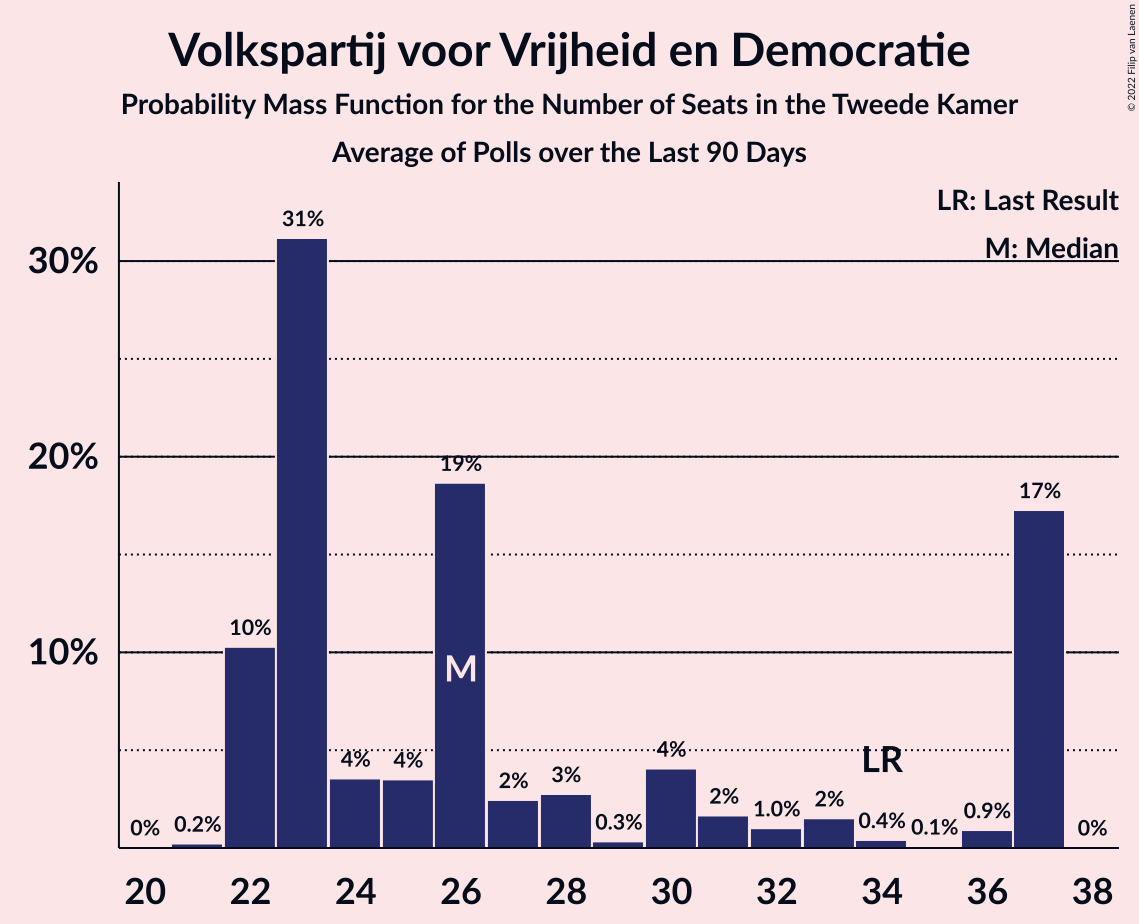 Volkspartij voor Vrijheid en Democratie
Probability Mass Function for the Number of Seats in the Tweede Kamer
Average of Polls over the Last 90 Days
© 2022 Filip van Laenen
LR: Last Result
M: Median
30%
20%
10%
0%
0.2%
10%
31%
4%
4%
19%
2%
3%
0.3%
4%
2%
1.0%
2%
0.4%
0.1%
0.9%
17%
0%
M
LR
20 22 24 26 28 30 32 34 36 38